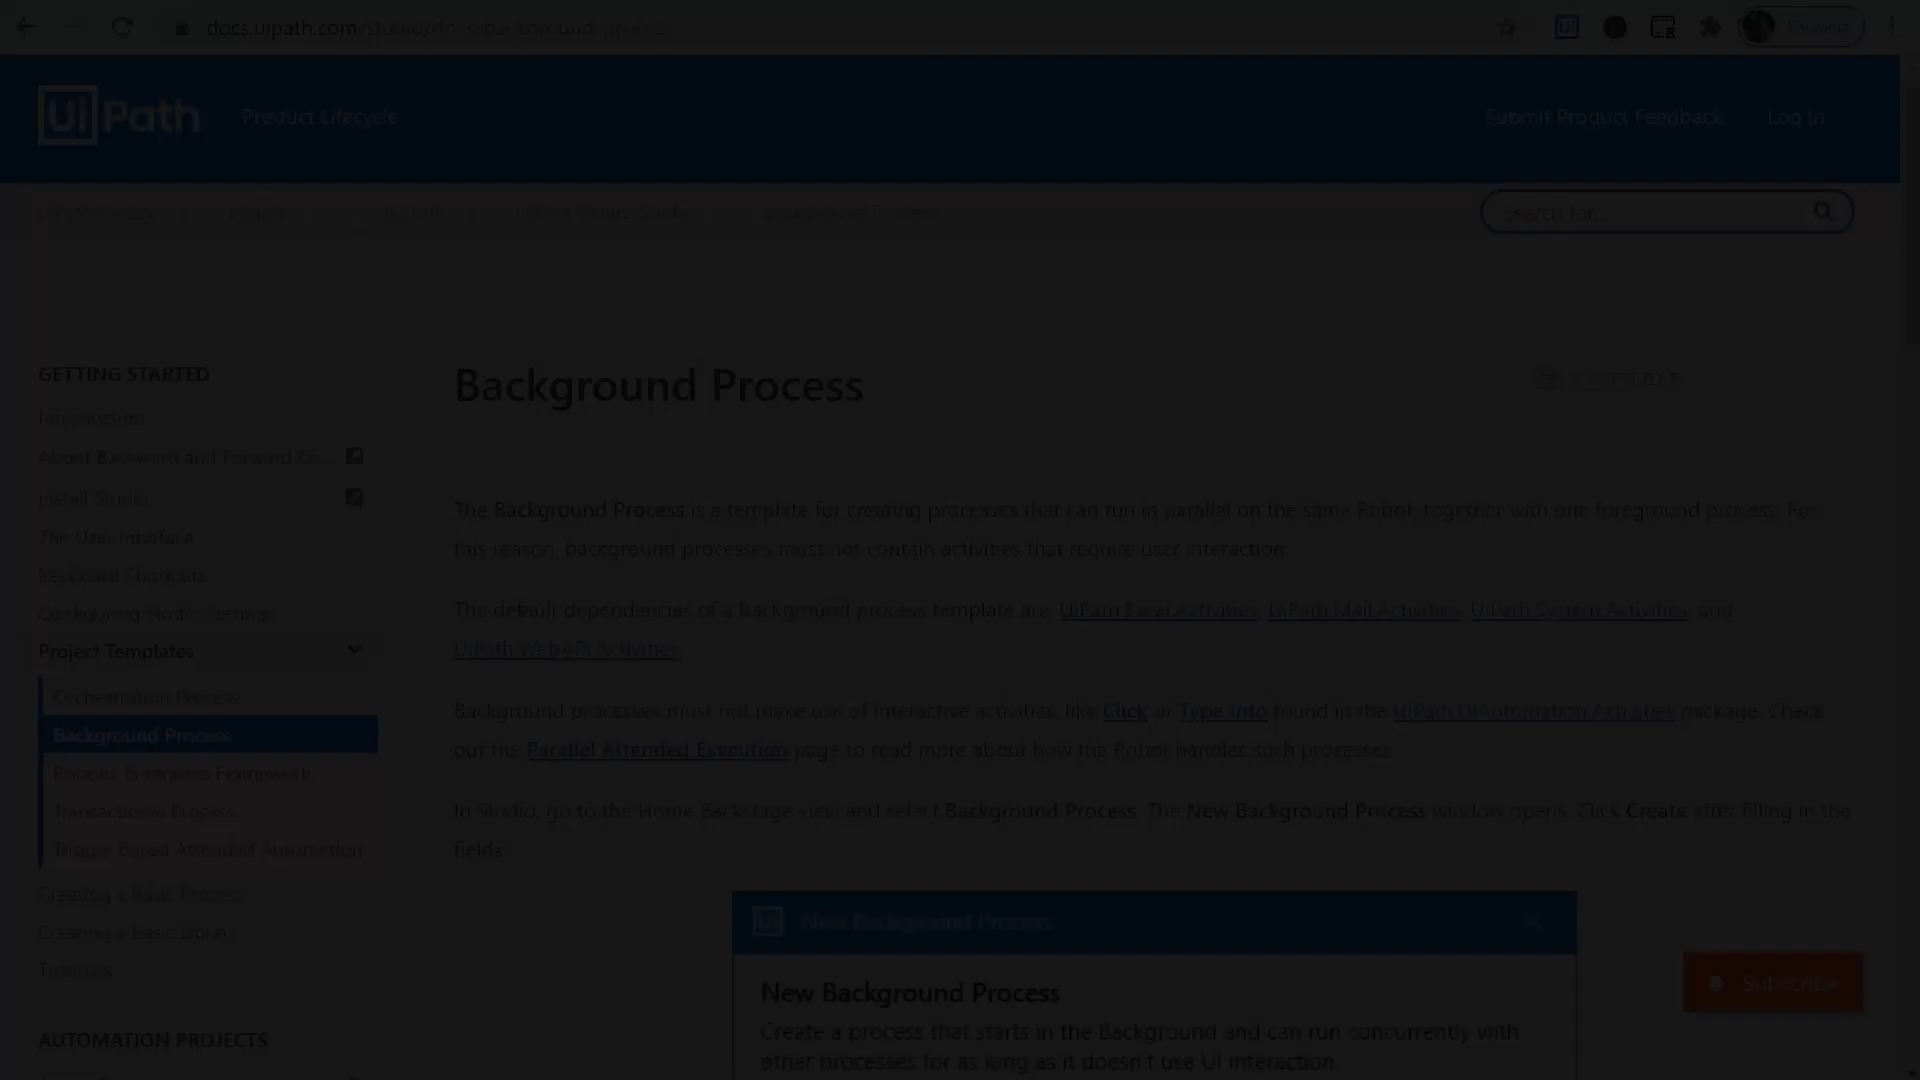 docs.uipath.com/studio/docs/background-process
UiPath
Product Lifecycle
Submit Product Feedback
Log In
Search for...
GETTING STARTED
Introduction
About Backward and Forward Co...
Install Studio
The User Interface
Keyboard Shortcuts
Configuring Studio Settings
Project Templates
Orchestration Process
Background Process
Robotic Enterprise Framework
Transactional Process
Trigger Based Attended Automation
Creating a Basic Process
Creating a Basic Library
Tutorials
AUTOMATION PROJECTS
Background Process
The Background Process is a template for creating processes that can run in parallel on the same Robot, together with one foreground process. For
this reason, background processes must not contain activities that require user interaction.
The default dependencies of a background process template are: UiPath Excel Activities, UiPath Mail Activities, UiPath System Activities, and
UiPath WebAPI Activities.
Background processes must not make use of interactive activities, like Click or Type Into found in the UiPath UIAutomation Activities package. Check
out the Parallel Attended Execution page to read more about how the Robot handles such processes.
In Studio, go to the Home Backstage view and select Background Process. The New Background Process window opens. Click Create after filling in the
fields.
UI New Background Process
New Background Process
Create a process that starts in the Background and can run concurrently with
other processes for as long as it doesn't use UI interaction.
Subscribe